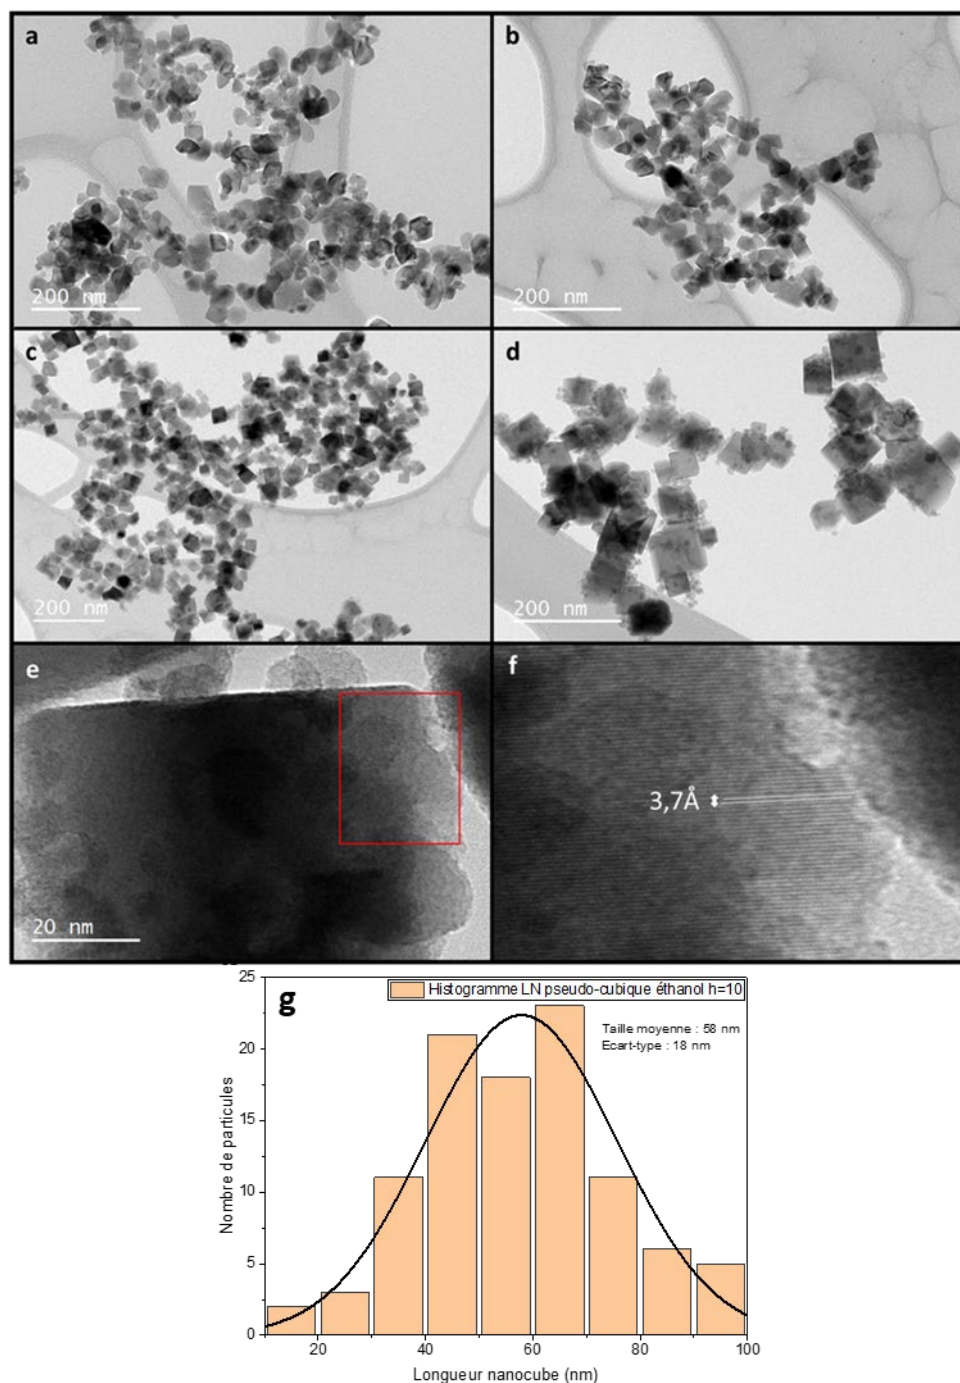 a
b
200 nm
200 nm
c
d
200 nm
200 nm
e
f
3,7Å
20 nm
g
Histogramme LN pseudo-cubique éthanol h=10
Taille moyenne : 58 nm
Ecart-type : 18 nm
Nombre de particules
25
20
15
10
5
0
20 40 60 80 100
Longueur nanocube (nm)